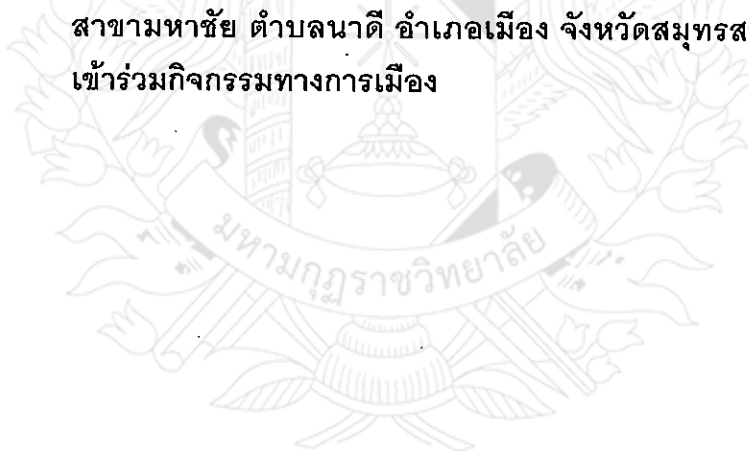 สาขามหาชัย ตำบลนาดี อำเภอเมือง จังหวัดสมุทรส
เข้าร่วมกิจกรรมทางการเมือง
มหามกุฏราชวิทยาลัย